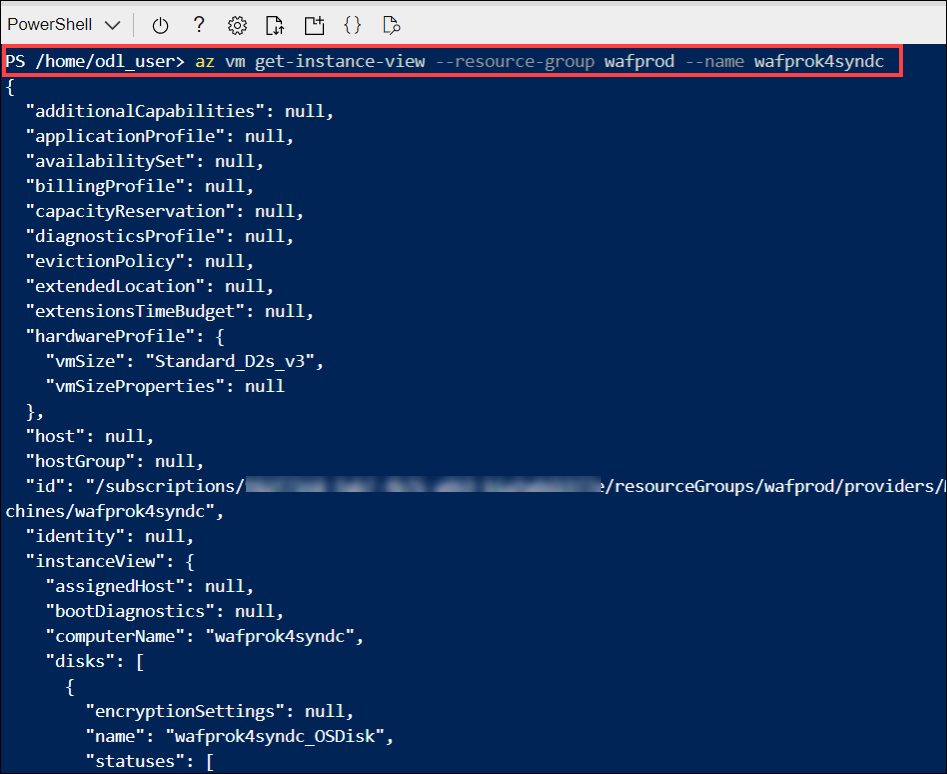 PowerShell ? {}
PS /home/odl_user> az vm get-instance-view --resource-group wafprod --name wafprok4syndc
{
  "additionalCapabilities": null,
  "applicationProfile": null,
  "availabilitySet": null,
  "billingProfile": null,
  "capacityReservation": null,
  "diagnosticsProfile": null,
  "evictionPolicy": null,
  "extendedLocation": null,
  "extensionsTimeBudget": null,
  "hardwareProfile": {
    "vmSize": "Standard_D2s_v3",
    "vmSizeProperties": null
  },
  "host": null,
  "hostGroup": null,
  "id": "/subscriptions/ e/resourceGroups/wafprod/providers/
chines/wafprok4syndc",
  "identity": null,
  "instanceView": {
    "assignedHost": null,
    "bootDiagnostics": null,
    "computerName": "wafprok4syndc",
    "disks": [
      {
        "encryptionSettings": null,
        "name": "wafprok4syndc_OSDisk",
        "statuses": [